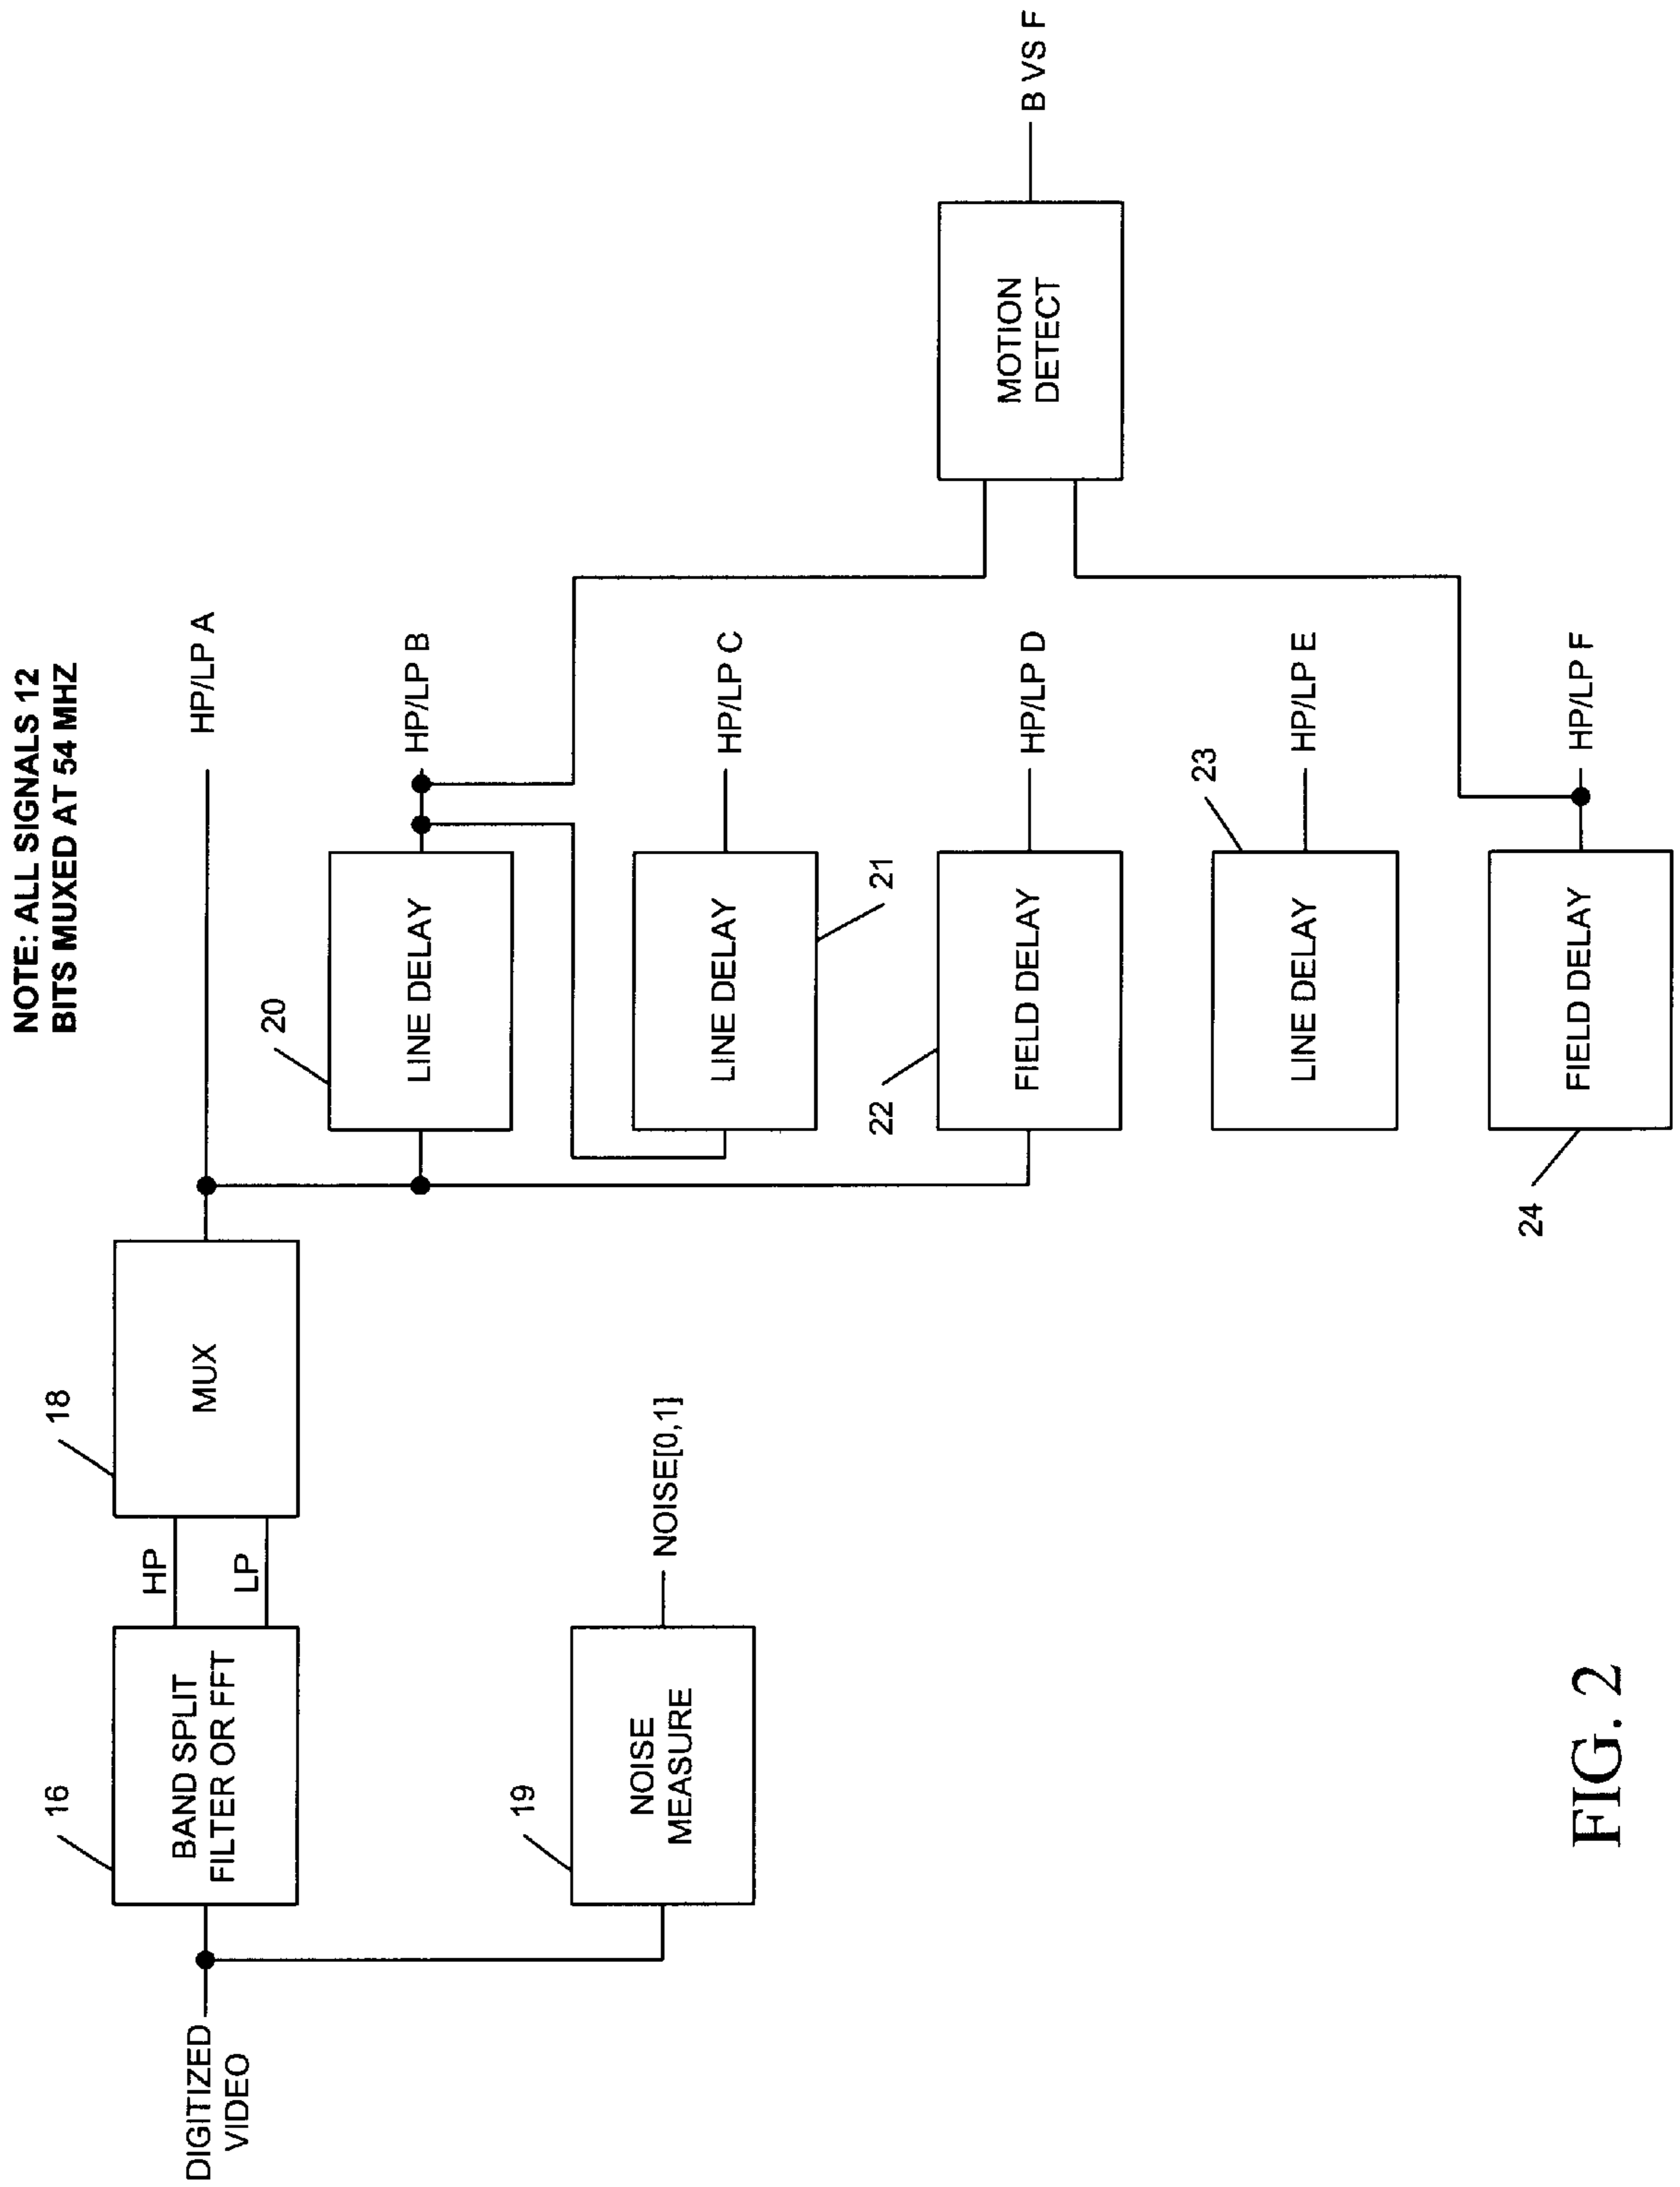 NOTE: ALL SIGNALS 12
BITS MUXED AT 54 MHZ
DIGITIZED
VIDEO
16
BAND SPLIT
FILTER OR FFT
HP
LP
18
MUX
HP/LP A
20
LINE DELAY
HP/LP B
19
NOISE
MEASURE
NOISE[0,1]
LINE DELAY
21
HP/LP C
22
FIELD DELAY
HP/LP D
MOTION
DETECT
B VS F
23
LINE DELAY
HP/LP E
24
FIELD DELAY
HP/LP F
FIG. 2